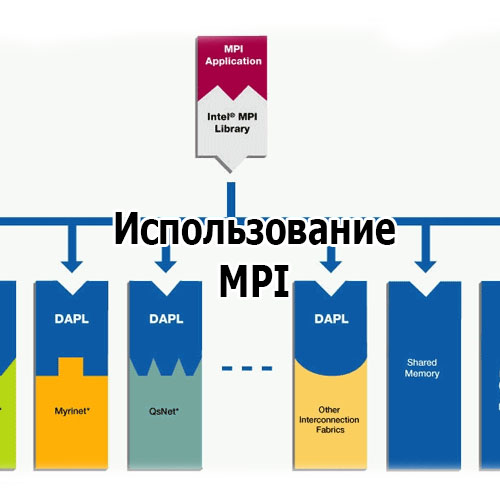 MPI
Application
Intel® MPI
Library
Использование
MPI
DAPL
DAPL
DAPL
Myrinet*
QsNet*
Other
Interconnection
Fabrics
Shared
Memory